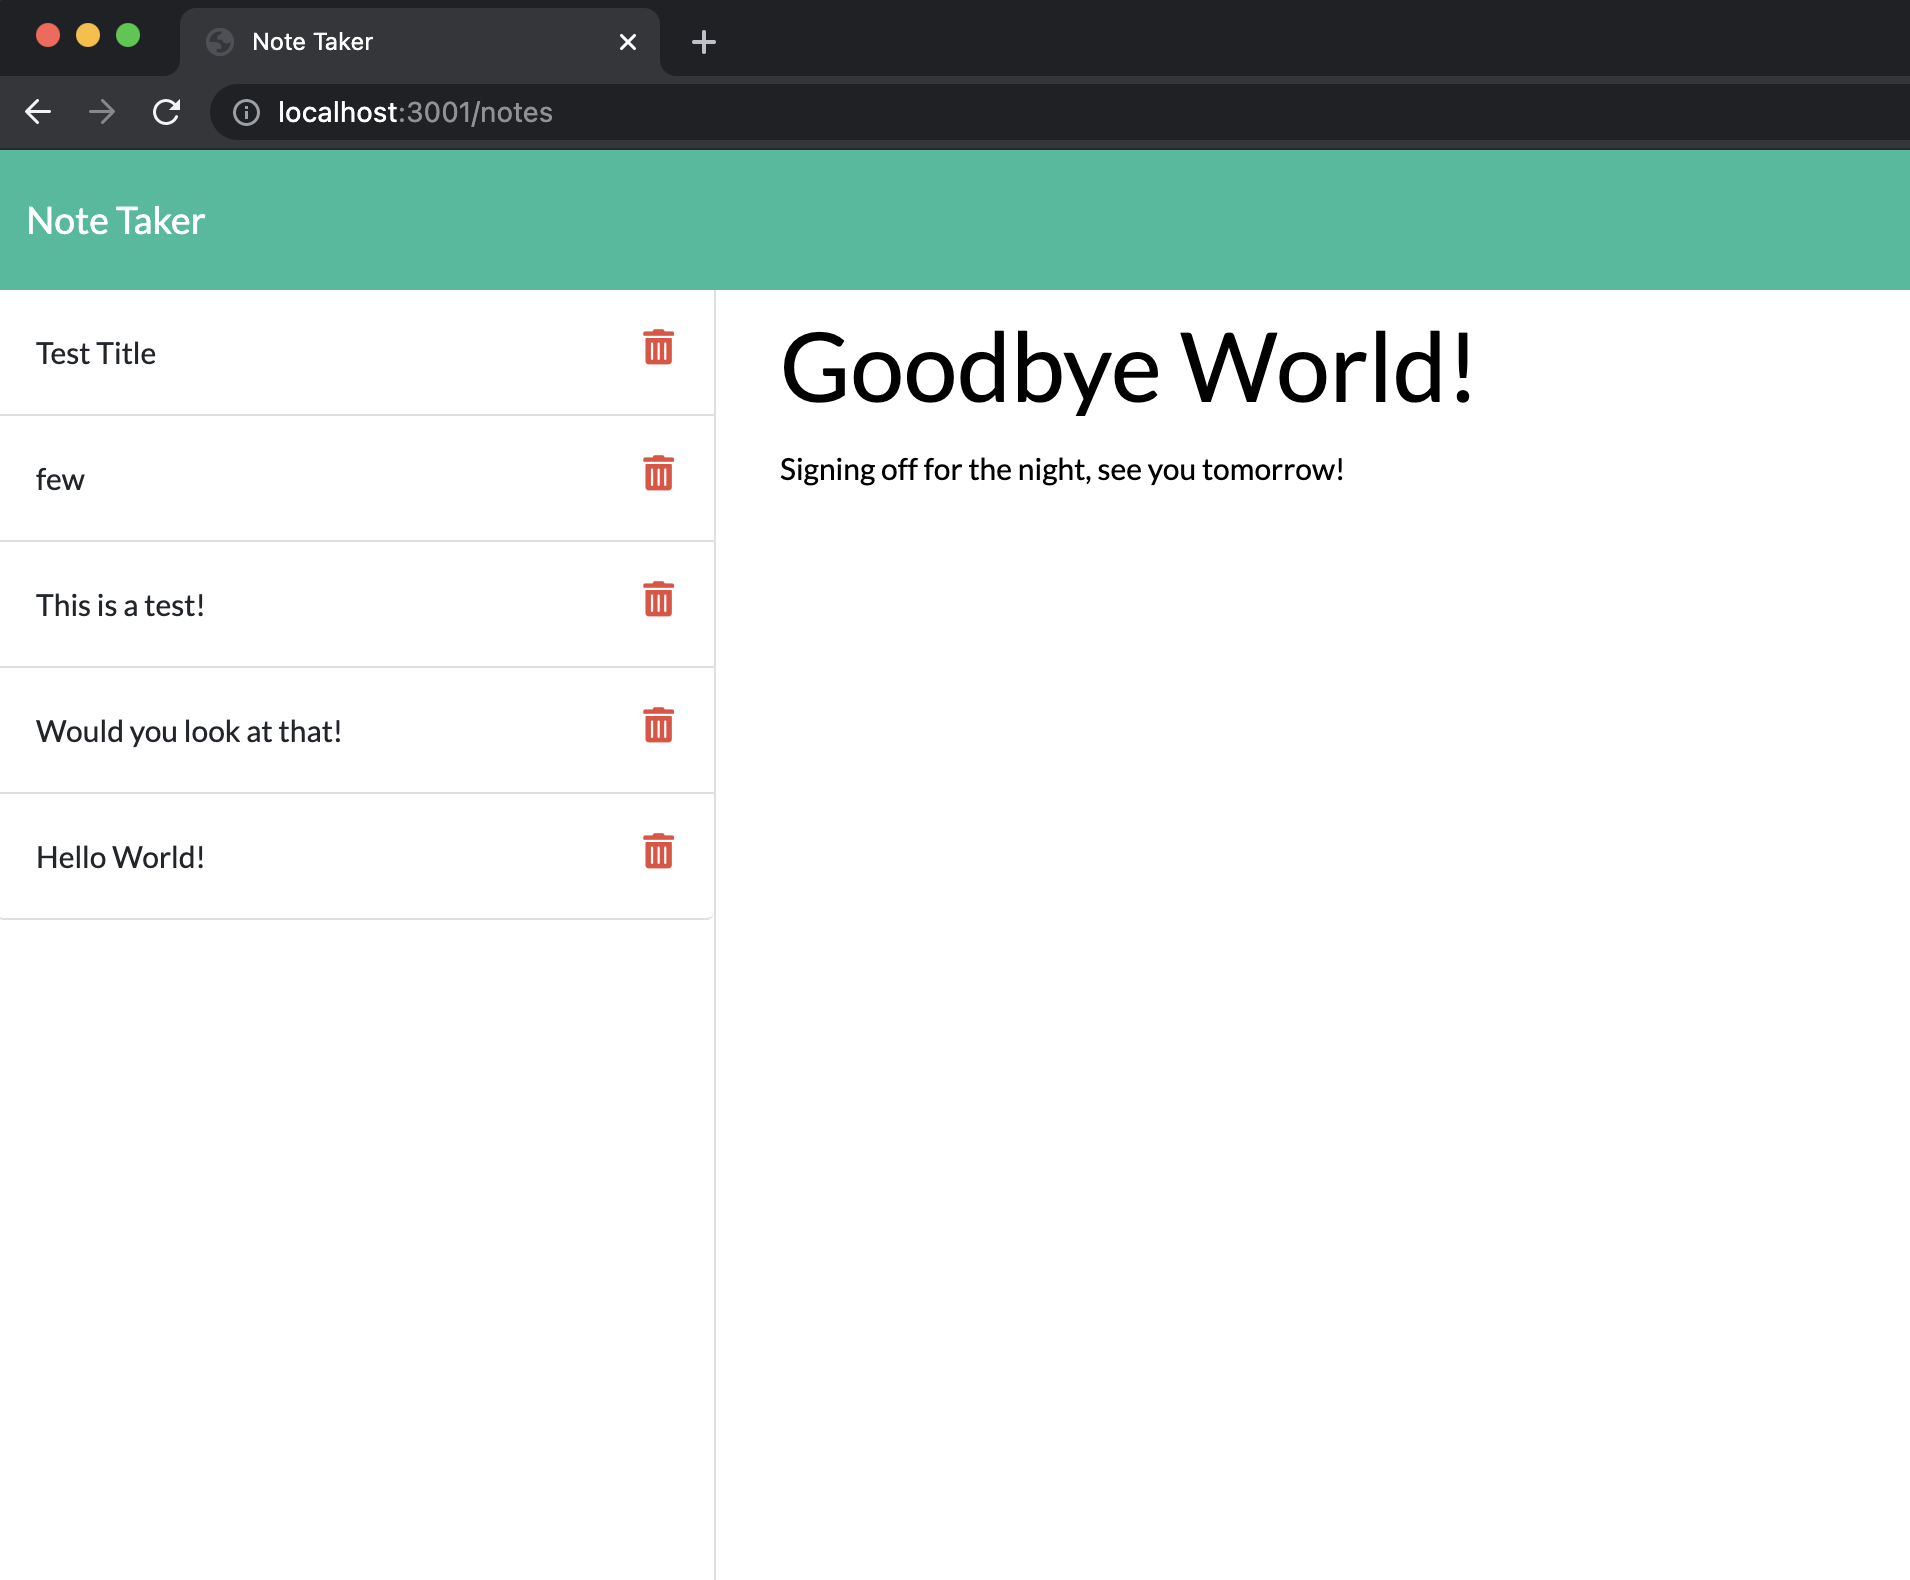 Note Taker
localhost:3001/notes
Note Taker
Test Title
few
This is a test!
Would you look at that!
Hello World!
Goodbye World!
Signing off for the night, see you tomorrow!